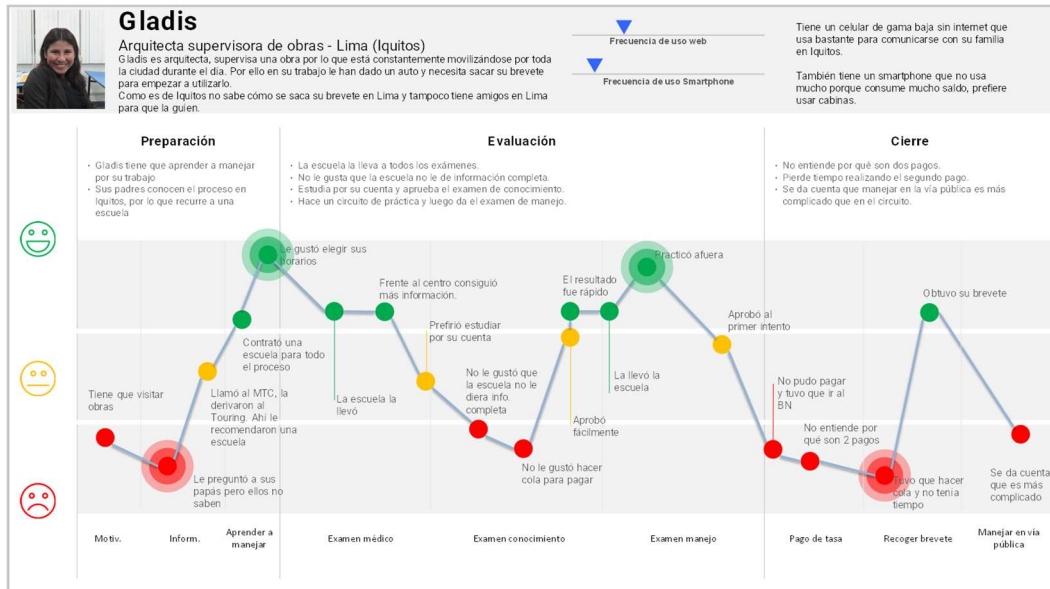 Gladis
Arquitecta supervisora de obras - Lima (Iquitos)
Gladis es arquitecta, supervisa una obra por lo que está constantemente movilizándose por toda
la ciudad durante el día. Por ello en su trabajo le han dado un auto y necesita sacar su brevete
para empezar a utilizarlo.
Como es de Iquitos no sabe cómo se saca su brevete en Lima y tampoco tiene amigos en Lima
para que la guíen.
Frecuencia de uso web
Frecuencia de uso Smartphone
Tiene un celular de gama baja sin internet que
usa bastante para comunicarse con su familia
en Iquitos.
También tiene un smartphone que no usa
mucho porque consume mucho saldo, prefiere
usar cabinas.
Preparación
• Gladis tiene que aprender a manejar
por su trabajo
• Sus padres conocen el proceso en
Iquitos, por lo que recurre a una
escuela
Evaluación
• La escuela la lleva a todos los exámenes.
• No le gusta que la escuela no le de información completa.
• Estudia por su cuenta y aprueba el examen de conocimiento.
• Hace un circuito de práctica y luego da el examen de manejo.
Cierre
• No entiende por qué son dos pagos.
• Pierde tiempo realizando el segundo pago.
• Se da cuenta que manejar en la vía pública es más
complicado que en el circuito.
Tiene que visitar
obras
Le preguntó a sus
papas pero ellos no
saben
Llamó al MTC, la
derivaron al
Touring. Ahí le
recomendaron una
escuela
Contrató una
escuela para todo
el proceso
Le gustó elegir sus
horarios
La escuela la
llevó
Frente al centro consiguió
más información.
Prefirió estudiar
por su cuenta
No le gustó que
la escuela no le
diera info.
completa
No le gustó hacer
cola para pagar
Aprobó
fácilmente
El resultado
fue rápido
La llevó la
escuela
Practicó afuera
Aprobó al
primer intento
No pudo pagar
y tuvo que ir al
BN
No entiende por
qué son 2 pagos
Tuvo que hacer
cola y no tenía
tiempo
Obtuvo su brevete
Se da cuenta
que es más
complicado
Motiv.
Inform.
Aprender a
manejar
Examen médico
Examen conocimiento
Examen manejo
Pago de tasa
Recoger brevete
Manejar en vía
pública